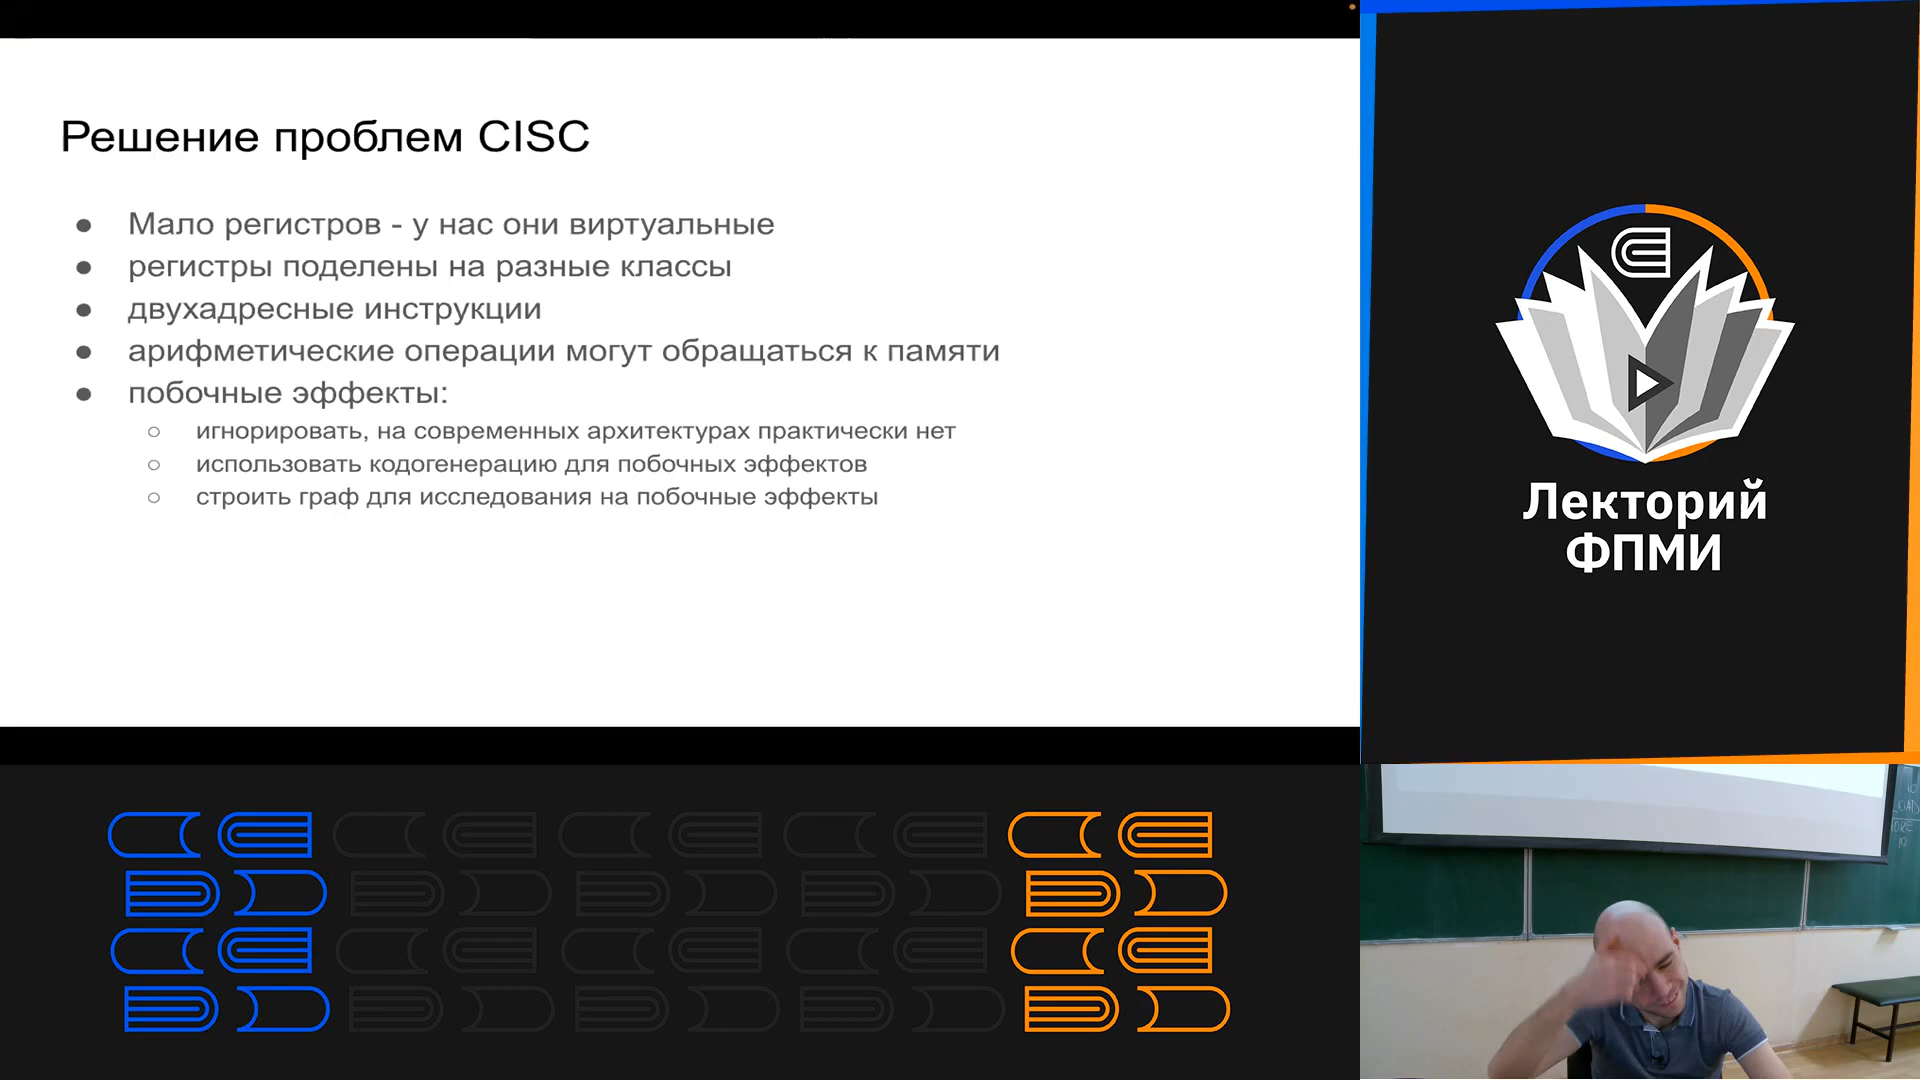 Решение проблем CISC
● Мало регистров - у нас они виртуальные
● регистры поделены на разные классы
● двухадресные инструкции
● арифметические операции могут обращаться к памяти
● побочные эффекты:
○ игнорировать, на современных архитектурах практически нет
○ использовать кодогенерацию для побочных эффектов
○ строить граф для исследования на побочные эффекты
Лекторий
ФПМИ